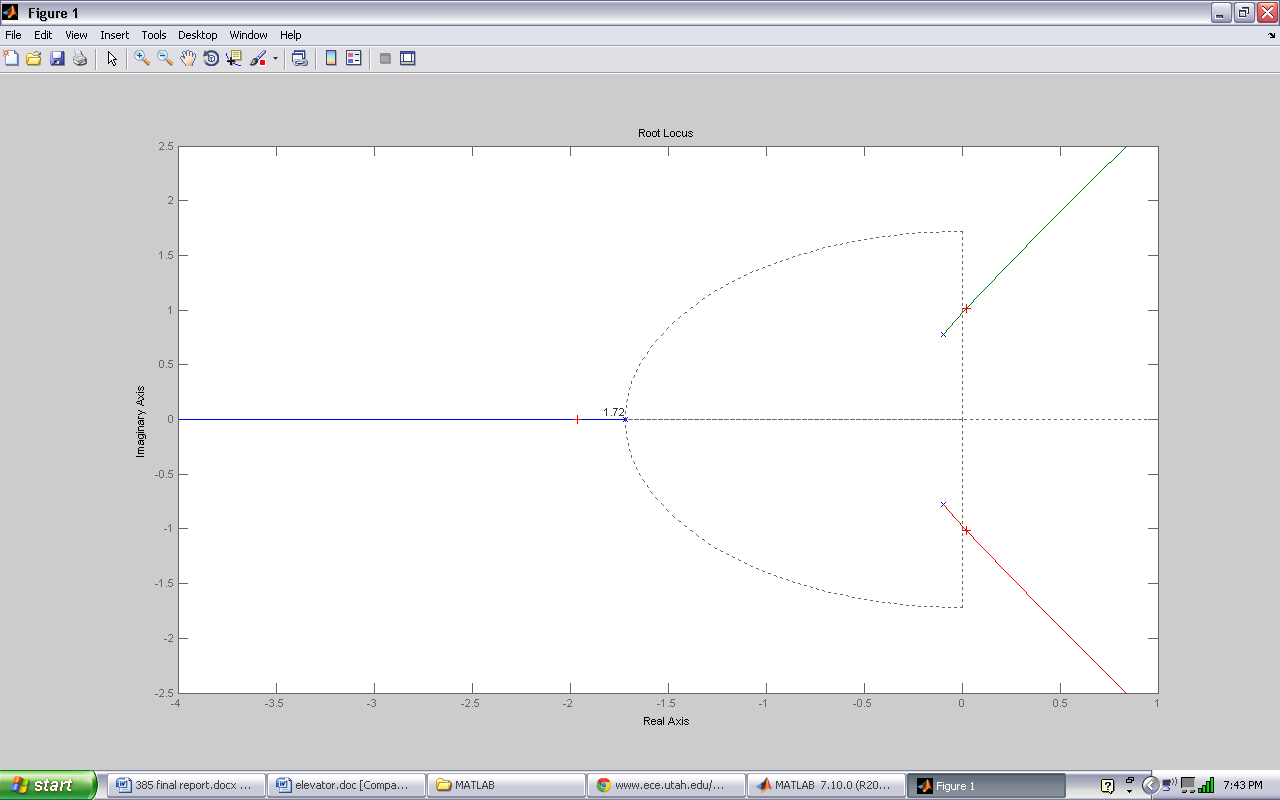 Figure 1
File Edit View Insert Tools Desktop Window Help
Root Locus
2.5
2
1.5
1
0.5
0
-0.5
-1
-1.5
-2
-2.5
Imaginary Axis
1.72
-4 -3.5 -3 -2.5 -2 -1.5 -1 -0.5 0 0.5 1
Real Axis
start 385 final report.docx ... elevator.doc [Compa... MATLAB www.ece.utah.edu/... MATLAB 7.10.0 (R20... Figure 1 7:43 PM